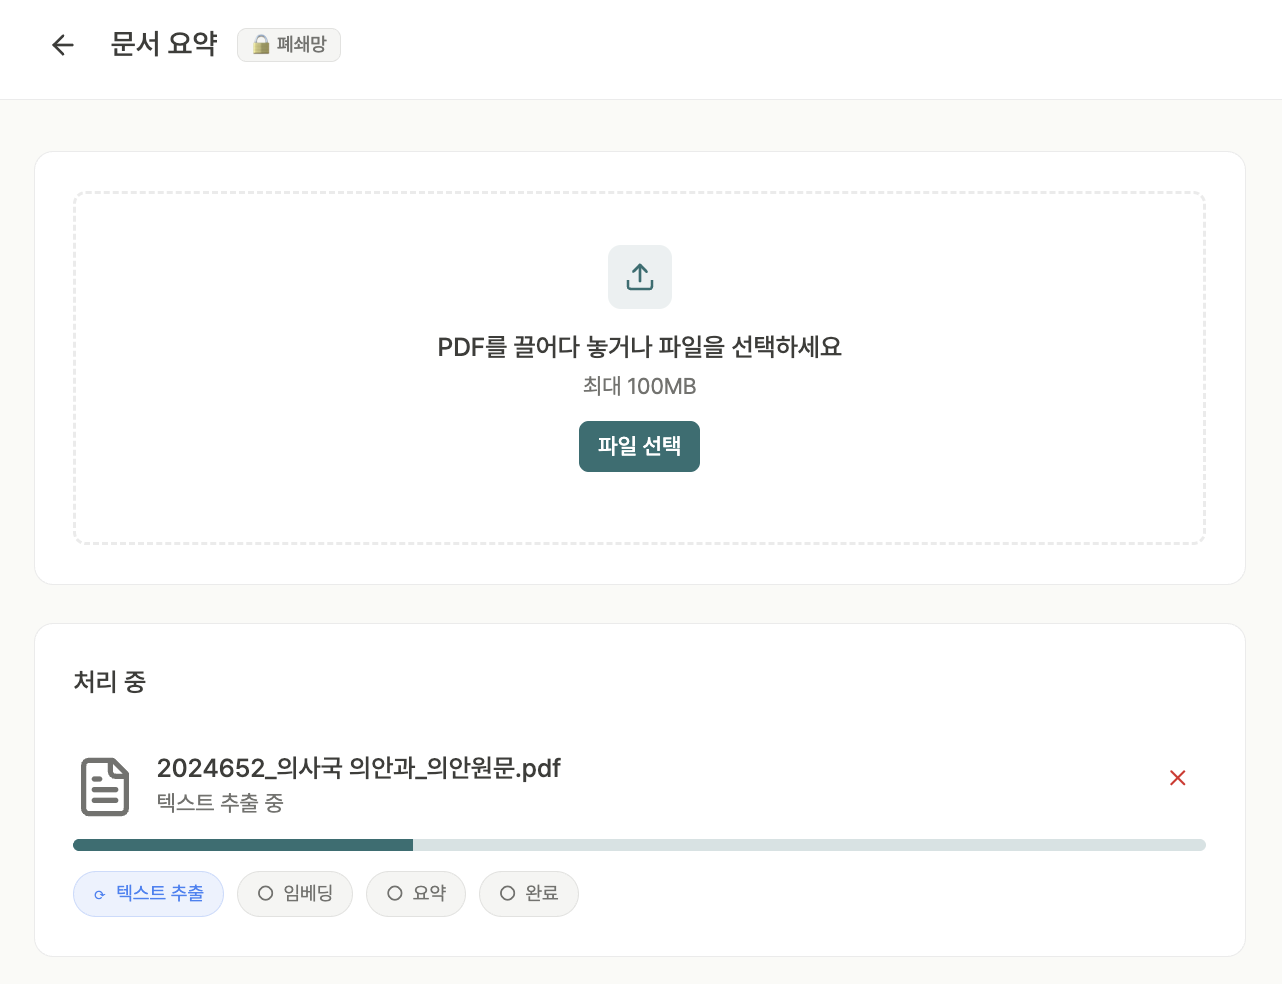 문서 요약
폐쇄망
PDF를 끌어다 놓거나 파일을 선택하세요
최대 100MB
파일 선택
처리 중
2024652_의사국 의안과_의안원문.pdf
텍스트 추출 중
텍스트 추출
임베딩
요약
완료